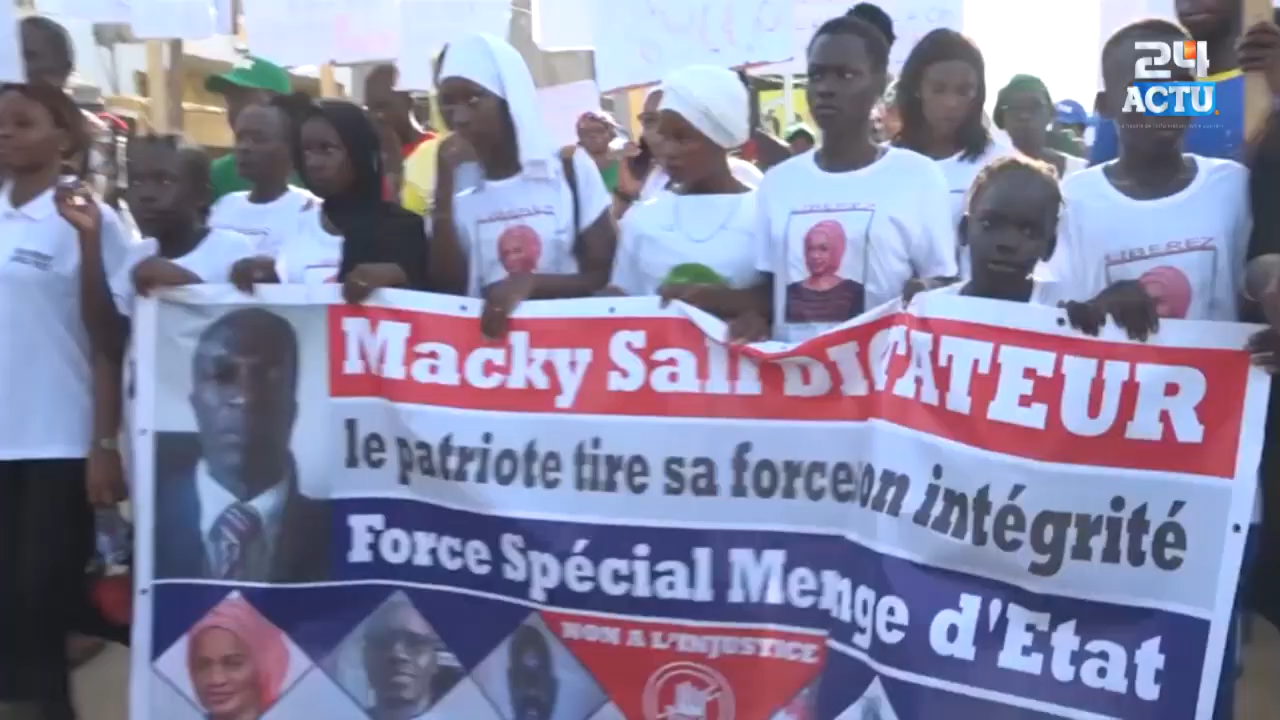 24
ACTU
LIBEREZ
LIBEREZ
LIBEREZ
Macky Sall DICTATEUR
le patriote tire sa force on intégrité
Force Spécial Menge d'Etat
NON A L'INJUSTICE